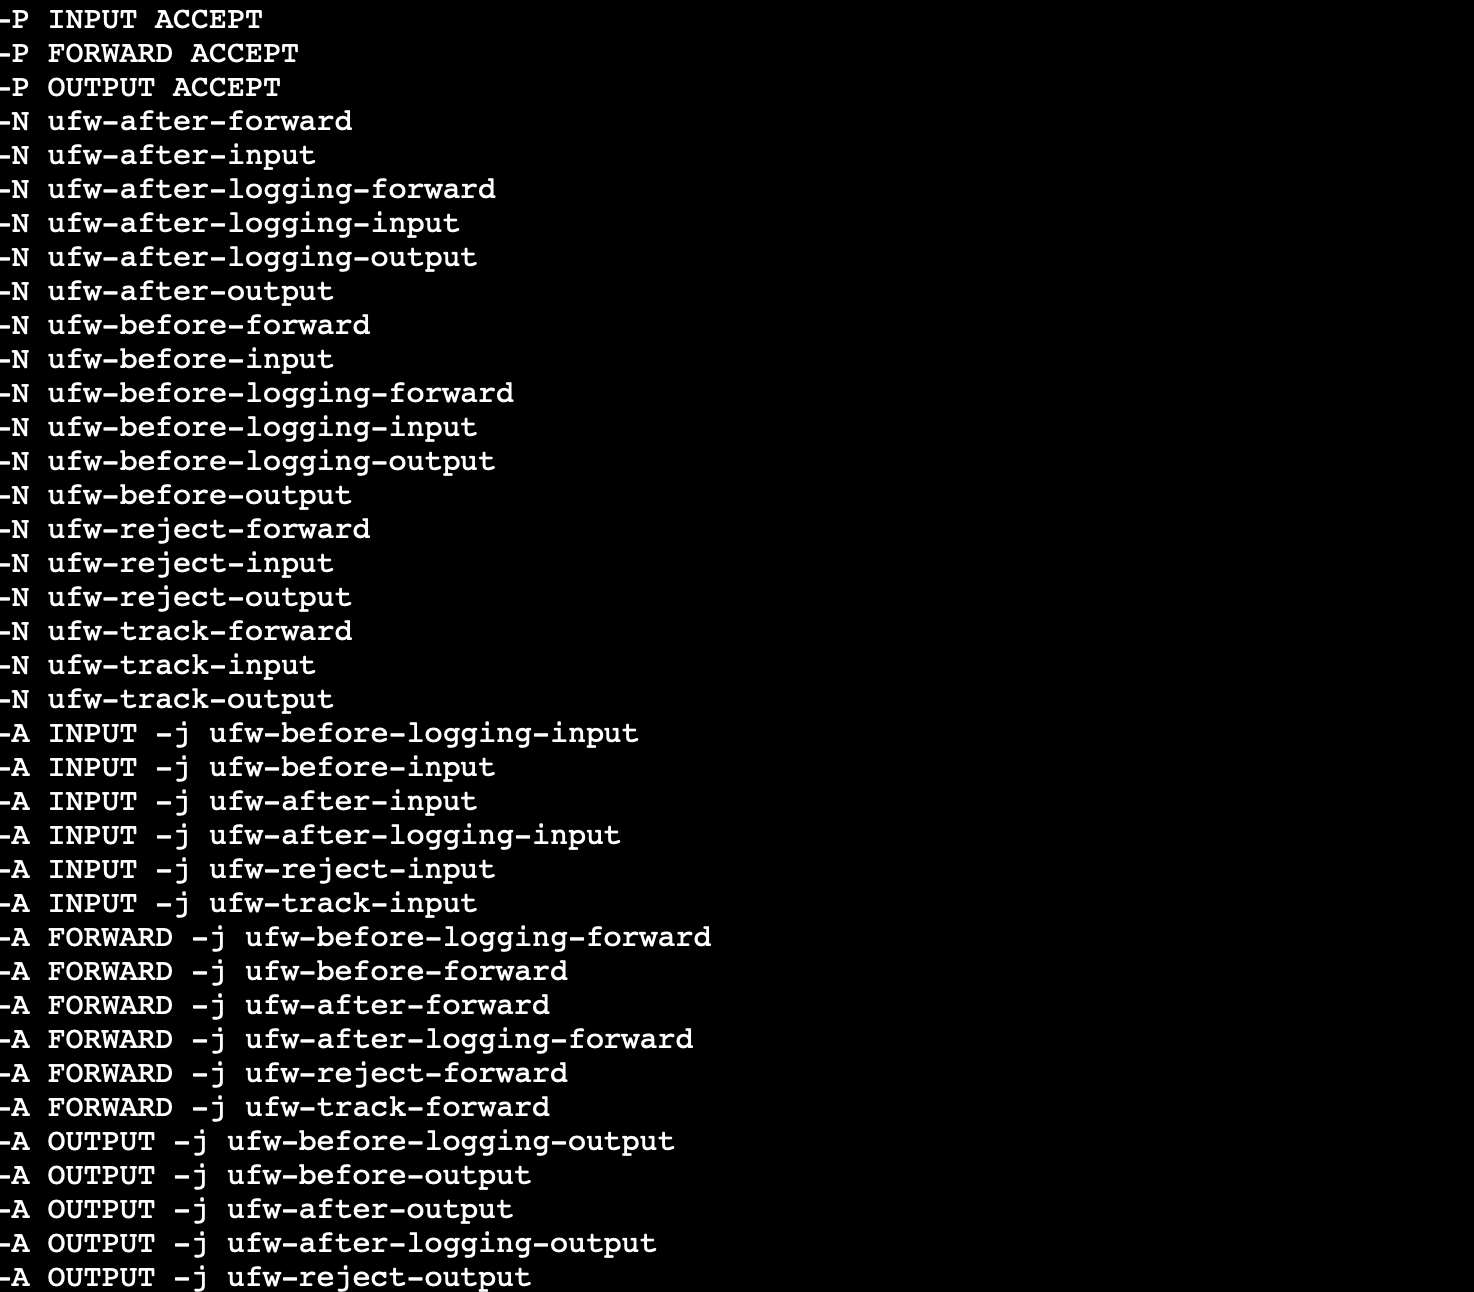 -P INPUT ACCEPT
-P FORWARD ACCEPT
-P OUTPUT ACCEPT
-N ufw-after-forward
-N ufw-after-input
-N ufw-after-logging-forward
-N ufw-after-logging-input
-N ufw-after-logging-output
-N ufw-after-output
-N ufw-before-forward
-N ufw-before-input
-N ufw-before-logging-forward
-N ufw-before-logging-input
-N ufw-before-logging-output
-N ufw-before-output
-N ufw-reject-forward
-N ufw-reject-input
-N ufw-reject-output
-N ufw-track-forward
-N ufw-track-input
-N ufw-track-output
-A INPUT -j ufw-before-logging-input
-A INPUT -j ufw-before-input
-A INPUT -j ufw-after-input
-A INPUT -j ufw-after-logging-input
-A INPUT -j ufw-reject-input
-A INPUT -j ufw-track-input
-A FORWARD -j ufw-before-logging-forward
-A FORWARD -j ufw-before-forward
-A FORWARD -j ufw-after-forward
-A FORWARD -j ufw-after-logging-forward
-A FORWARD -j ufw-reject-forward
-A FORWARD -j ufw-track-forward
-A OUTPUT -j ufw-before-logging-output
-A OUTPUT -j ufw-before-output
-A OUTPUT -j ufw-after-output
-A OUTPUT -j ufw-after-logging-output
-A OUTPUT -j ufw-reject-output